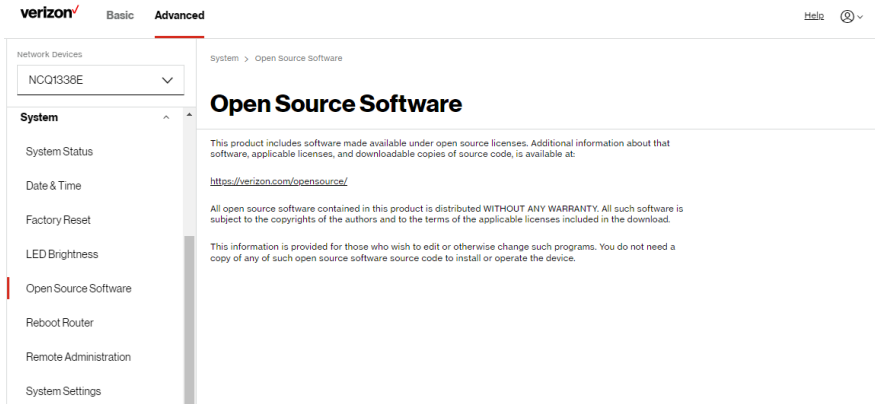 verizon
Basic
Advanced
Help
Network Devices
NCQ1338E
System
System Status
Date & Time
Factory Reset
LED Brightness
Open Source Software
Reboot Router
Remote Administration
System Settings
System > Open Source Software
Open Source Software
This product includes software made available under open source licenses. Additional information about that
software, applicable licenses, and downloadable copies of source code, is available at:
https://verizon.com/opensource/
All open source software contained in this product is distributed WITHOUT ANY WARRANTY. All such software is
subject to the copyrights of the authors and to the terms of the applicable licenses included in the download.
This information is provided for those who wish to edit or otherwise change such programs. You do not need a
copy of any of such open source software source code to install or operate the device.